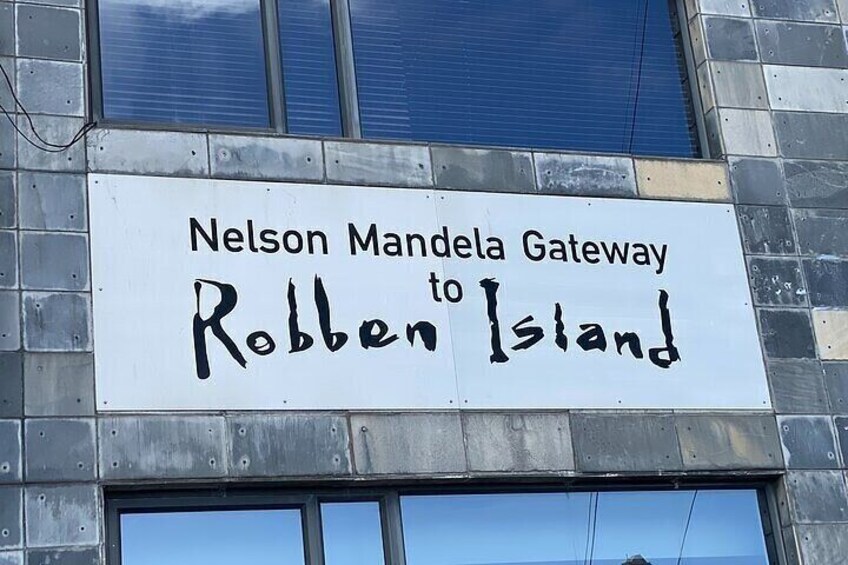 Nelson Mandela Gateway
to
Robben Island